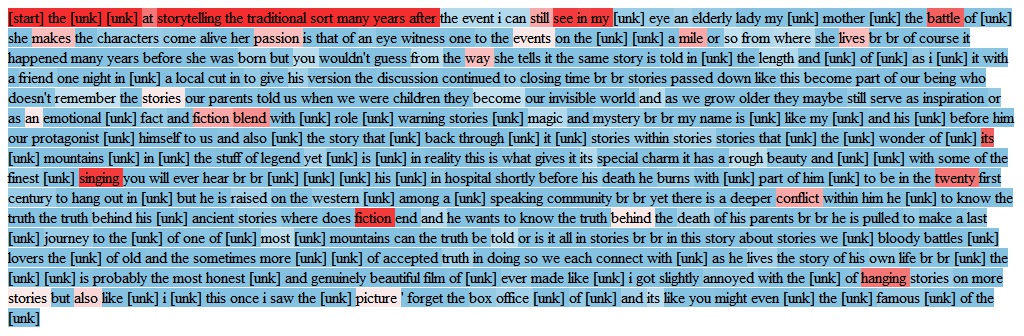 [start] the [unk] [unk] at storytelling the traditional sort many years after the event i can still see in my [unk] eye an elderly lady my [unk] mother [unk] the battle of [unk]
she makes the characters come alive her passion is that of an eye witness one to the events on the [unk] [unk] a mile or so from where she lives br br of course it
happened many years before she was born but you wouldn't guess from the way she tells it the same story is told in [unk] the length and [unk] of [unk] as i [unk] it with
a friend one night in [unk] a local cut in to give his version the discussion continued to closing time br br stories passed down like this become part of our being who
doesn't remember the stories our parents told us when we were children they become our invisible world and as we grow older they maybe still serve as inspiration or
as an emotional [unk] fact and fiction blend with [unk] role [unk] warning stories [unk] magic and mystery br br my name is [unk] like my [unk] and his [unk] before him
our protagonist [unk] himself to us and also [unk] the story that [unk] back through [unk] it [unk] stories within stories stories that [unk] the [unk] wonder of [unk] its
[unk] mountains [unk] in [unk] the stuff of legend yet [unk] is [unk] in reality this is what gives it its special charm it has a rough beauty and [unk] [unk] with some of the
finest [unk] singing you will ever hear br br [unk] [unk] [unk] his [unk] in hospital shortly before his death he burns with [unk] part of him [unk] to be in the twenty first
century to hang out in [unk] but he is raised on the western [unk] among a [unk] speaking community br br yet there is a deeper conflict within him he [unk] to know the
truth the truth behind his [unk] ancient stories where does fiction end and he wants to know the truth behind the death of his parents br br he is pulled to make a last
[unk] journey to the [unk] of one of [unk] most [unk] mountains can the truth be told or is it all in stories br br in this story about stories we [unk] bloody battles [unk]
lovers the [unk] of old and the sometimes more [unk] [unk] of accepted truth in doing so we each connect with [unk] as he lives the story of his own life br br the [unk]
[unk] [unk] is probably the most honest [unk] and genuinely beautiful film of [unk] ever made like [unk] i got slightly annoyed with the [unk] of hanging stories on more
stories but also like [unk] i [unk] this once i saw the [unk] picture ' forget the box office [unk] of [unk] and its like you might even [unk] the [unk] famous [unk] of the
[unk]